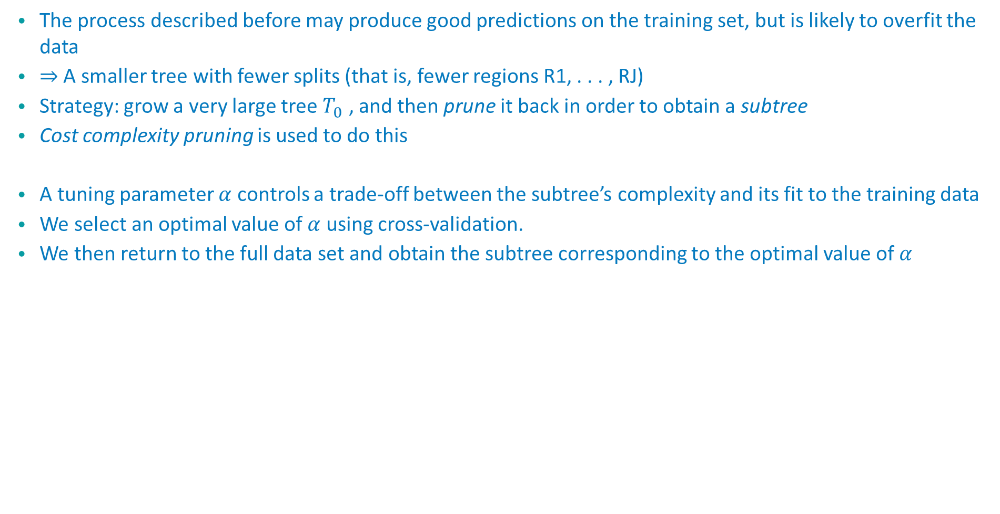 • The process described before may produce good predictions on the training set, but is likely to overfit the
data
• ⇒ A smaller tree with fewer splits (that is, fewer regions R1, . . . , RJ)
• Strategy: grow a very large tree 𝑇₀ , and then prune it back in order to obtain a subtree
• Cost complexity pruning is used to do this
• A tuning parameter 𝛼 controls a trade-off between the subtree’s complexity and its fit to the training data
• We select an optimal value of 𝛼 using cross-validation.
• We then return to the full data set and obtain the subtree corresponding to the optimal value of 𝛼